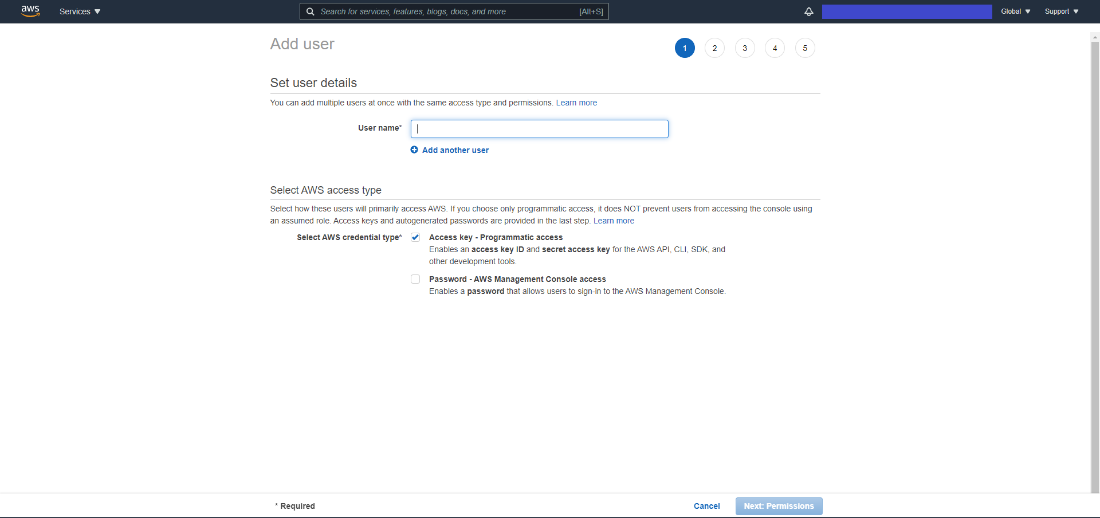 aws Services Search for services, features, blogs, docs, and more [Alt+S] Global Support
Add user 1 2 3 4 5
Set user details
You can add multiple users at once with the same access type and permissions. Learn more
User name*
Add another user
Select AWS access type
Select how these users will primarily access AWS. If you choose only programmatic access, it does NOT prevent users from accessing the console using
an assumed role. Access keys and autogenerated passwords are provided in the last step. Learn more
Select AWS credential type* Access key - Programmatic access
Enables an access key ID and secret access key for the AWS API, CLI, SDK, and
other development tools.
Password - AWS Management Console access
Enables a password that allows users to sign-in to the AWS Management Console.
* Required Cancel Next: Permissions